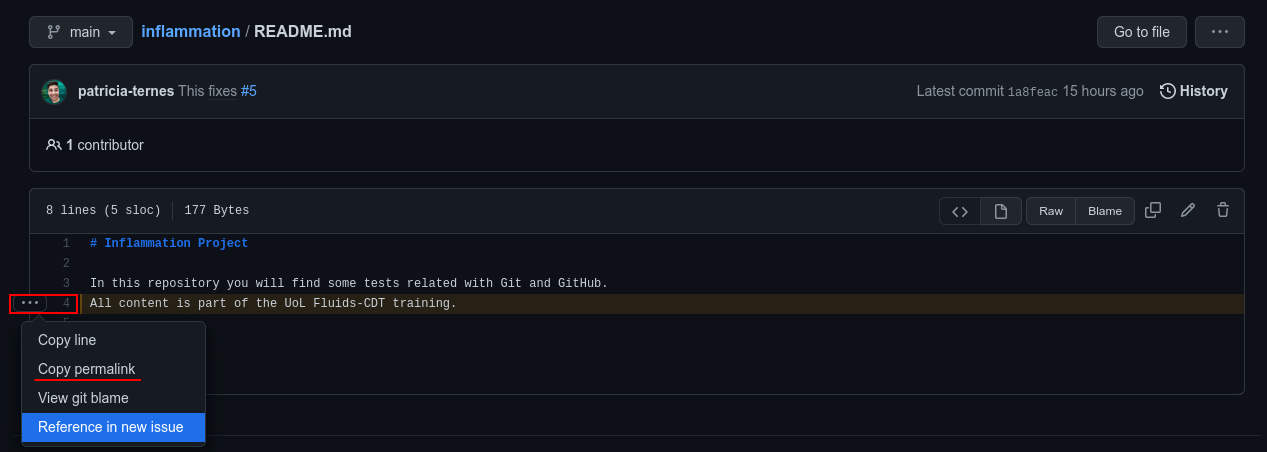 main inflammation / README.md Go to file ...
patricia-ternes This fixes #5 Latest commit 1a8feac 15 hours ago History
1 contributor
8 lines (5 sloc) 177 Bytes Raw Blame
1 # Inflammation Project
2
3 In this repository you will find some tests related with Git and GitHub.
... 4 All content is part of the UoL Fluids-CDT training.
Copy line
Copy permalink
View git blame
Reference in new issue